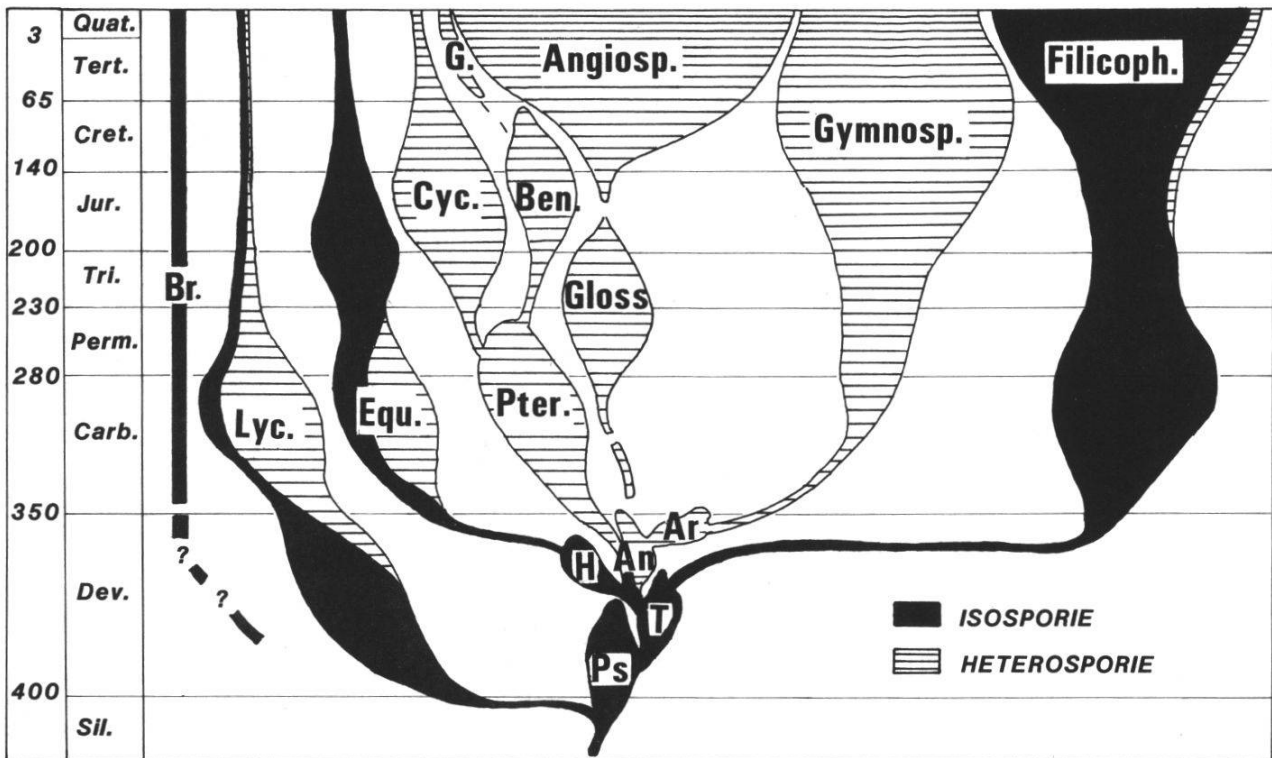 Quat.
3
Tert.
65
Cret.
140
Jur.
200
Tri.
230
Perm.
280
Carb.
350
Dev.
400
Sil.
G.
Angiosp.
Filicoph.
Gymnosp.
Cyc.
Ben.
Br.
Gloss
Lyc.
Equ.
Pter.
Ar
?
H
An
?
T
Ps
ISOSPORIE
HETEROSPORIE